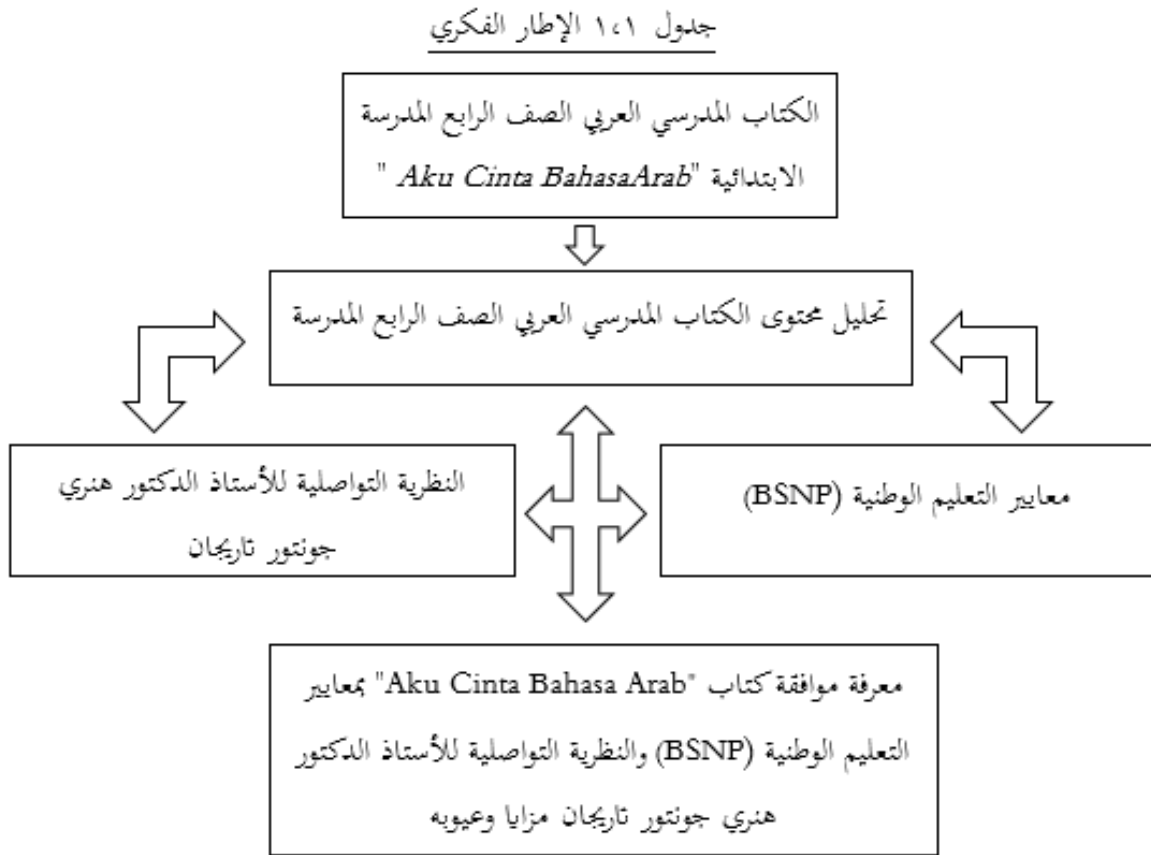 جدول ١،١ الإطار الفكري
الكتاب المدرسي العربي الصف الرابع المدرسة
الابتدائية "Aku Cinta BahasaArab "
تحليل محتوى الكتاب المدرسي العربي الصف الرابع المدرسة
معايير التعليم الوطنية (BSNP)
النظرية التواصلية للأستاذ الدكتور هنري
جونتور تاريجان
معرفة موافقة كتاب "Aku Cinta Bahasa Arab" بمعايير
التعليم الوطنية (BSNP) والنظرية التواصلية للأستاذ الدكتور
هنري جونتور تاريجان مزايا وعيوبه